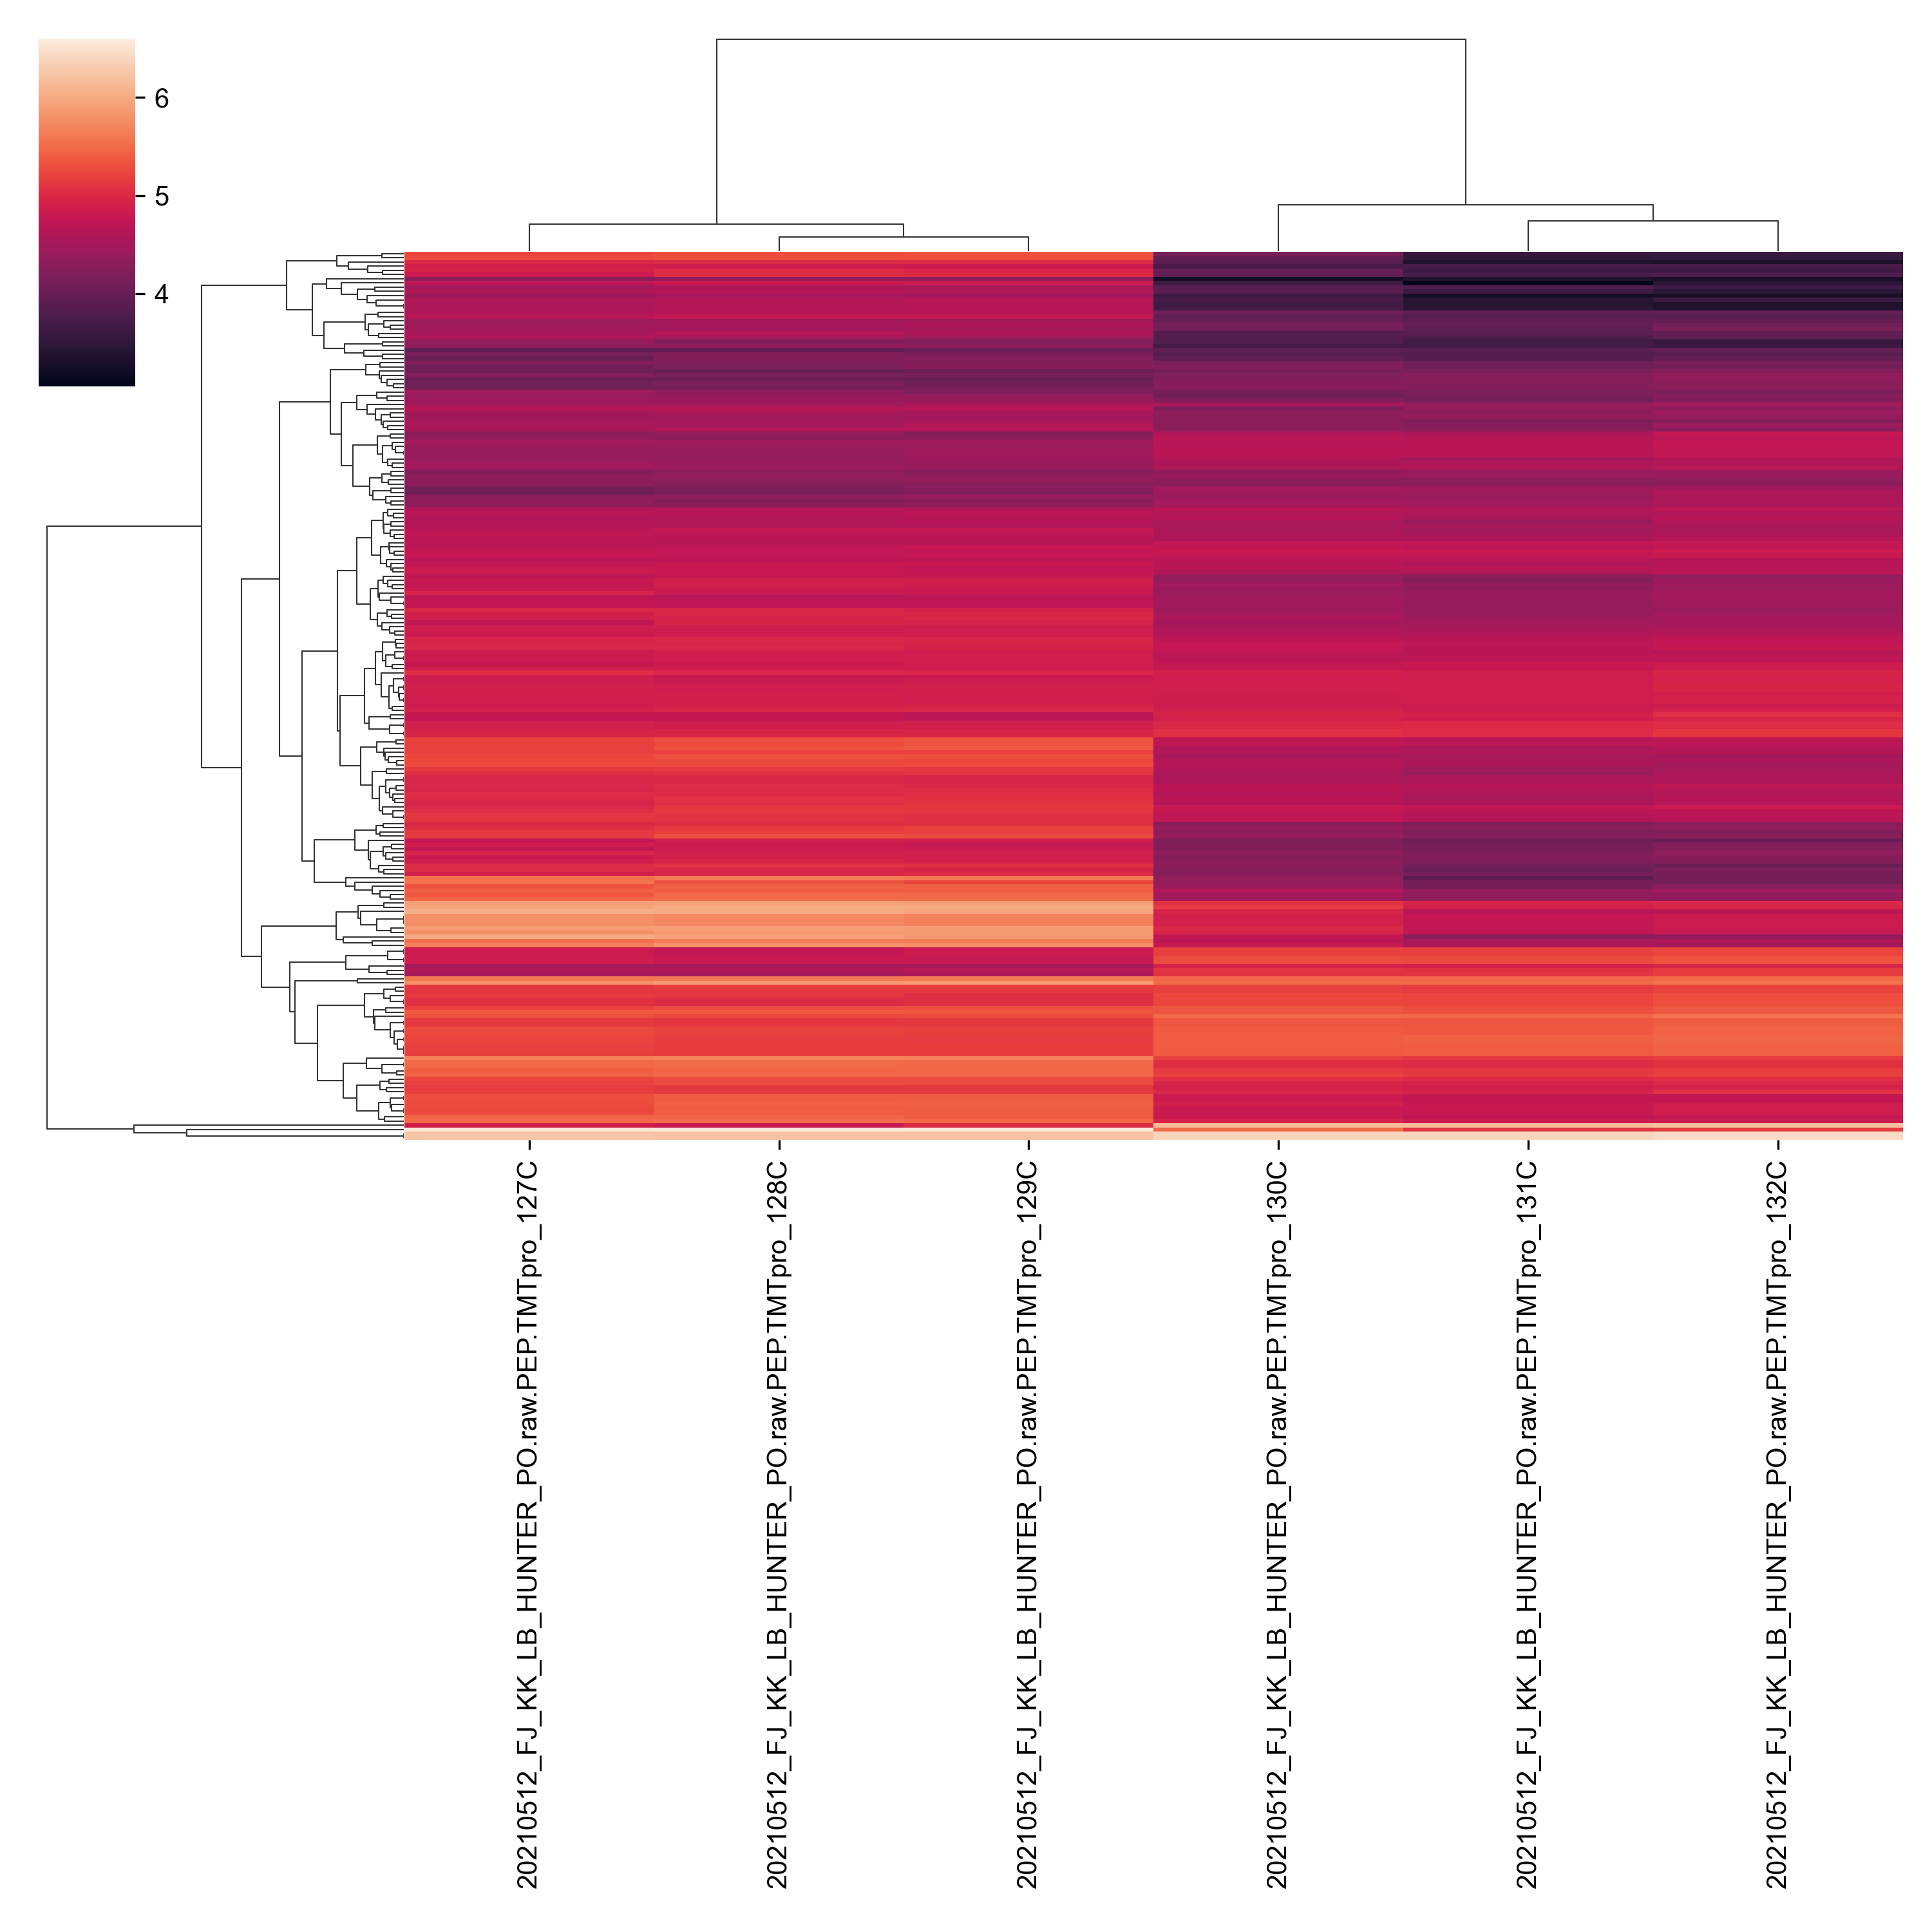 6
5
4
20210512_FJ_KK_LB_HUNTER_PO.raw.PEP.TMTpro_127C
20210512_FJ_KK_LB_HUNTER_PO.raw.PEP.TMTpro_128C
20210512_FJ_KK_LB_HUNTER_PO.raw.PEP.TMTpro_129C
20210512_FJ_KK_LB_HUNTER_PO.raw.PEP.TMTpro_130C
20210512_FJ_KK_LB_HUNTER_PO.raw.PEP.TMTpro_131C
20210512_FJ_KK_LB_HUNTER_PO.raw.PEP.TMTpro_132C